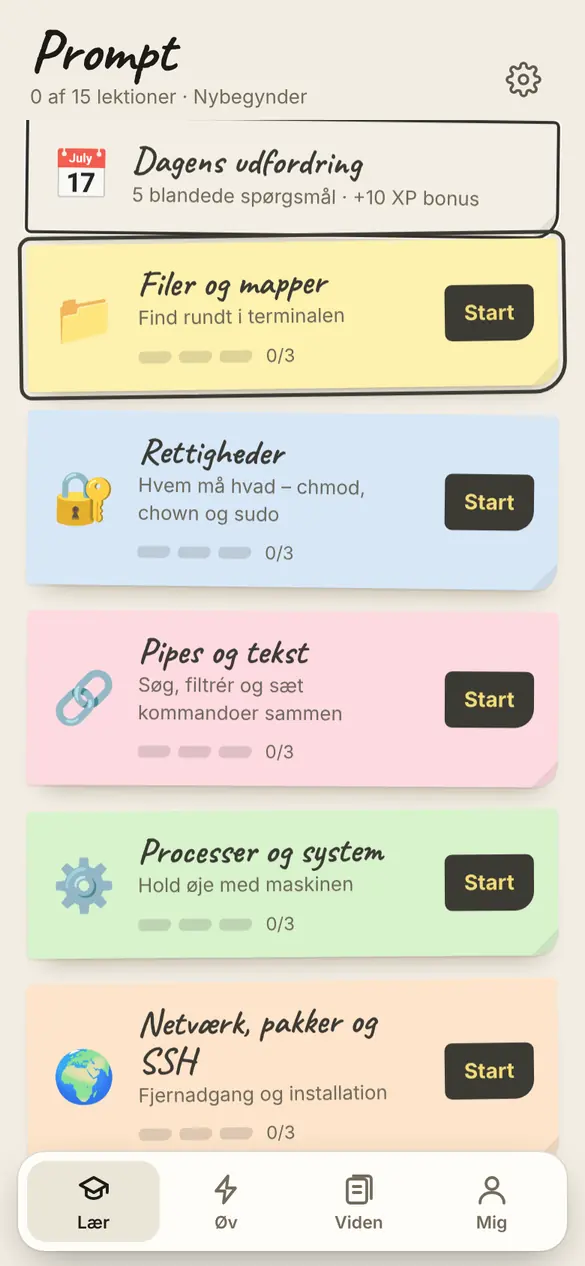 Prompt
0 af 15 lektioner · Nybegynder
July
17
Dagens udfordring
5 blandede spørgsmål · +10 XP bonus
Filer og mapper
Find rundt i terminalen
0/3
Start
Rettigheder
Hvem må hvad – chmod,
chown og sudo
0/3
Start
Pipes og tekst
Søg, filtrér og sæt
kommandoer sammen
0/3
Start
Processer og system
Hold øje med maskinen
0/3
Start
Netværk, pakker og
SSH
Fjernadgang og installation
0/3
Start
Lær
Øv
Viden
Mig